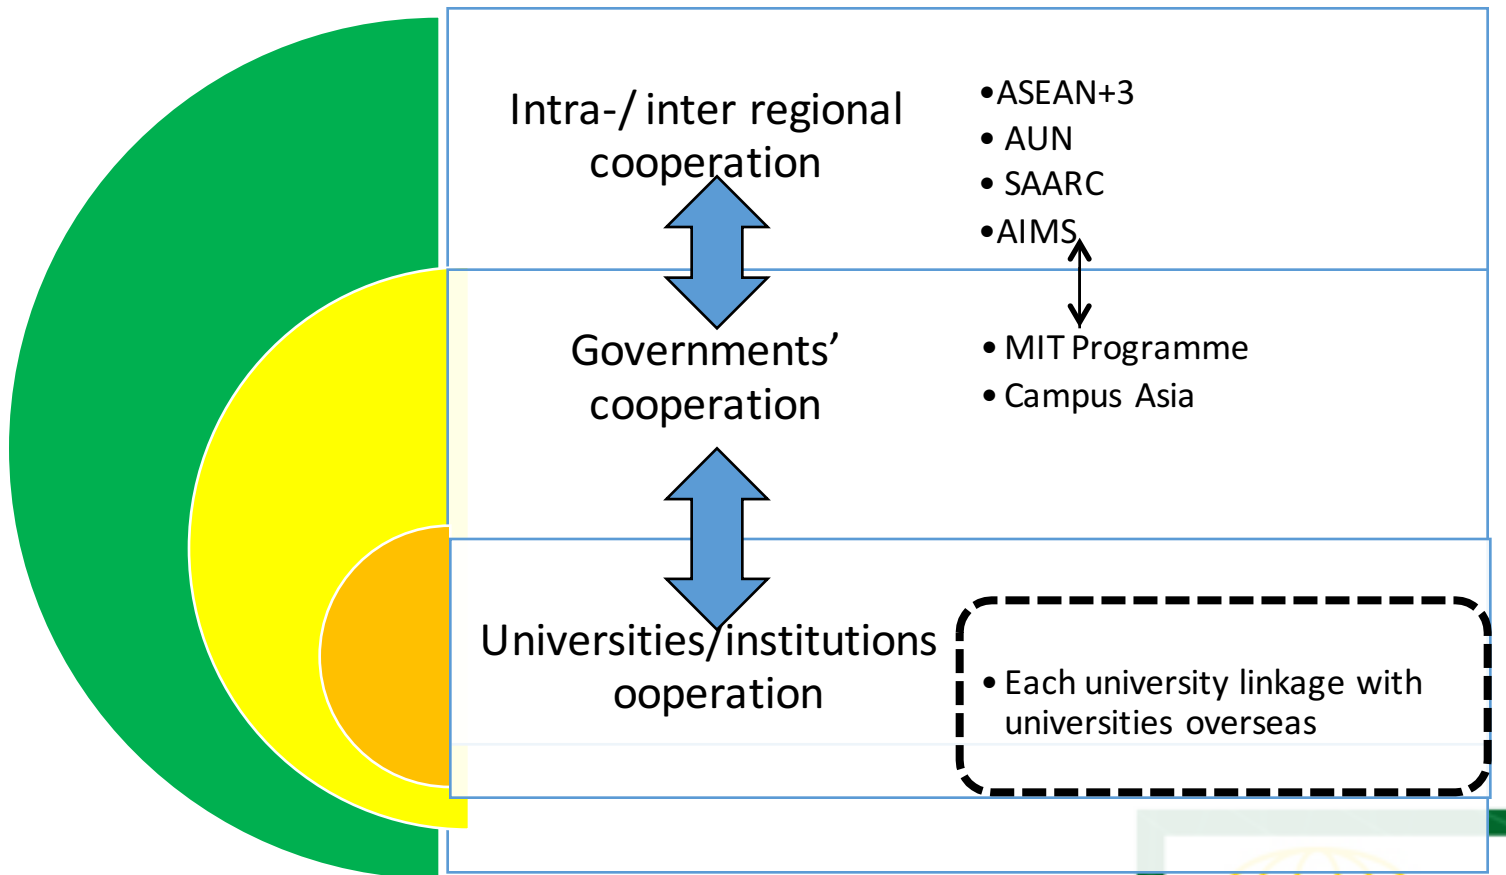 Intra-/ inter regional
cooperation
•ASEAN+3
• AUN
• SAARC
•AIMS
Governments’
cooperation
• MIT Programme
• Campus Asia
Universities/institutions
ooperation
• Each university linkage with
universities overseas